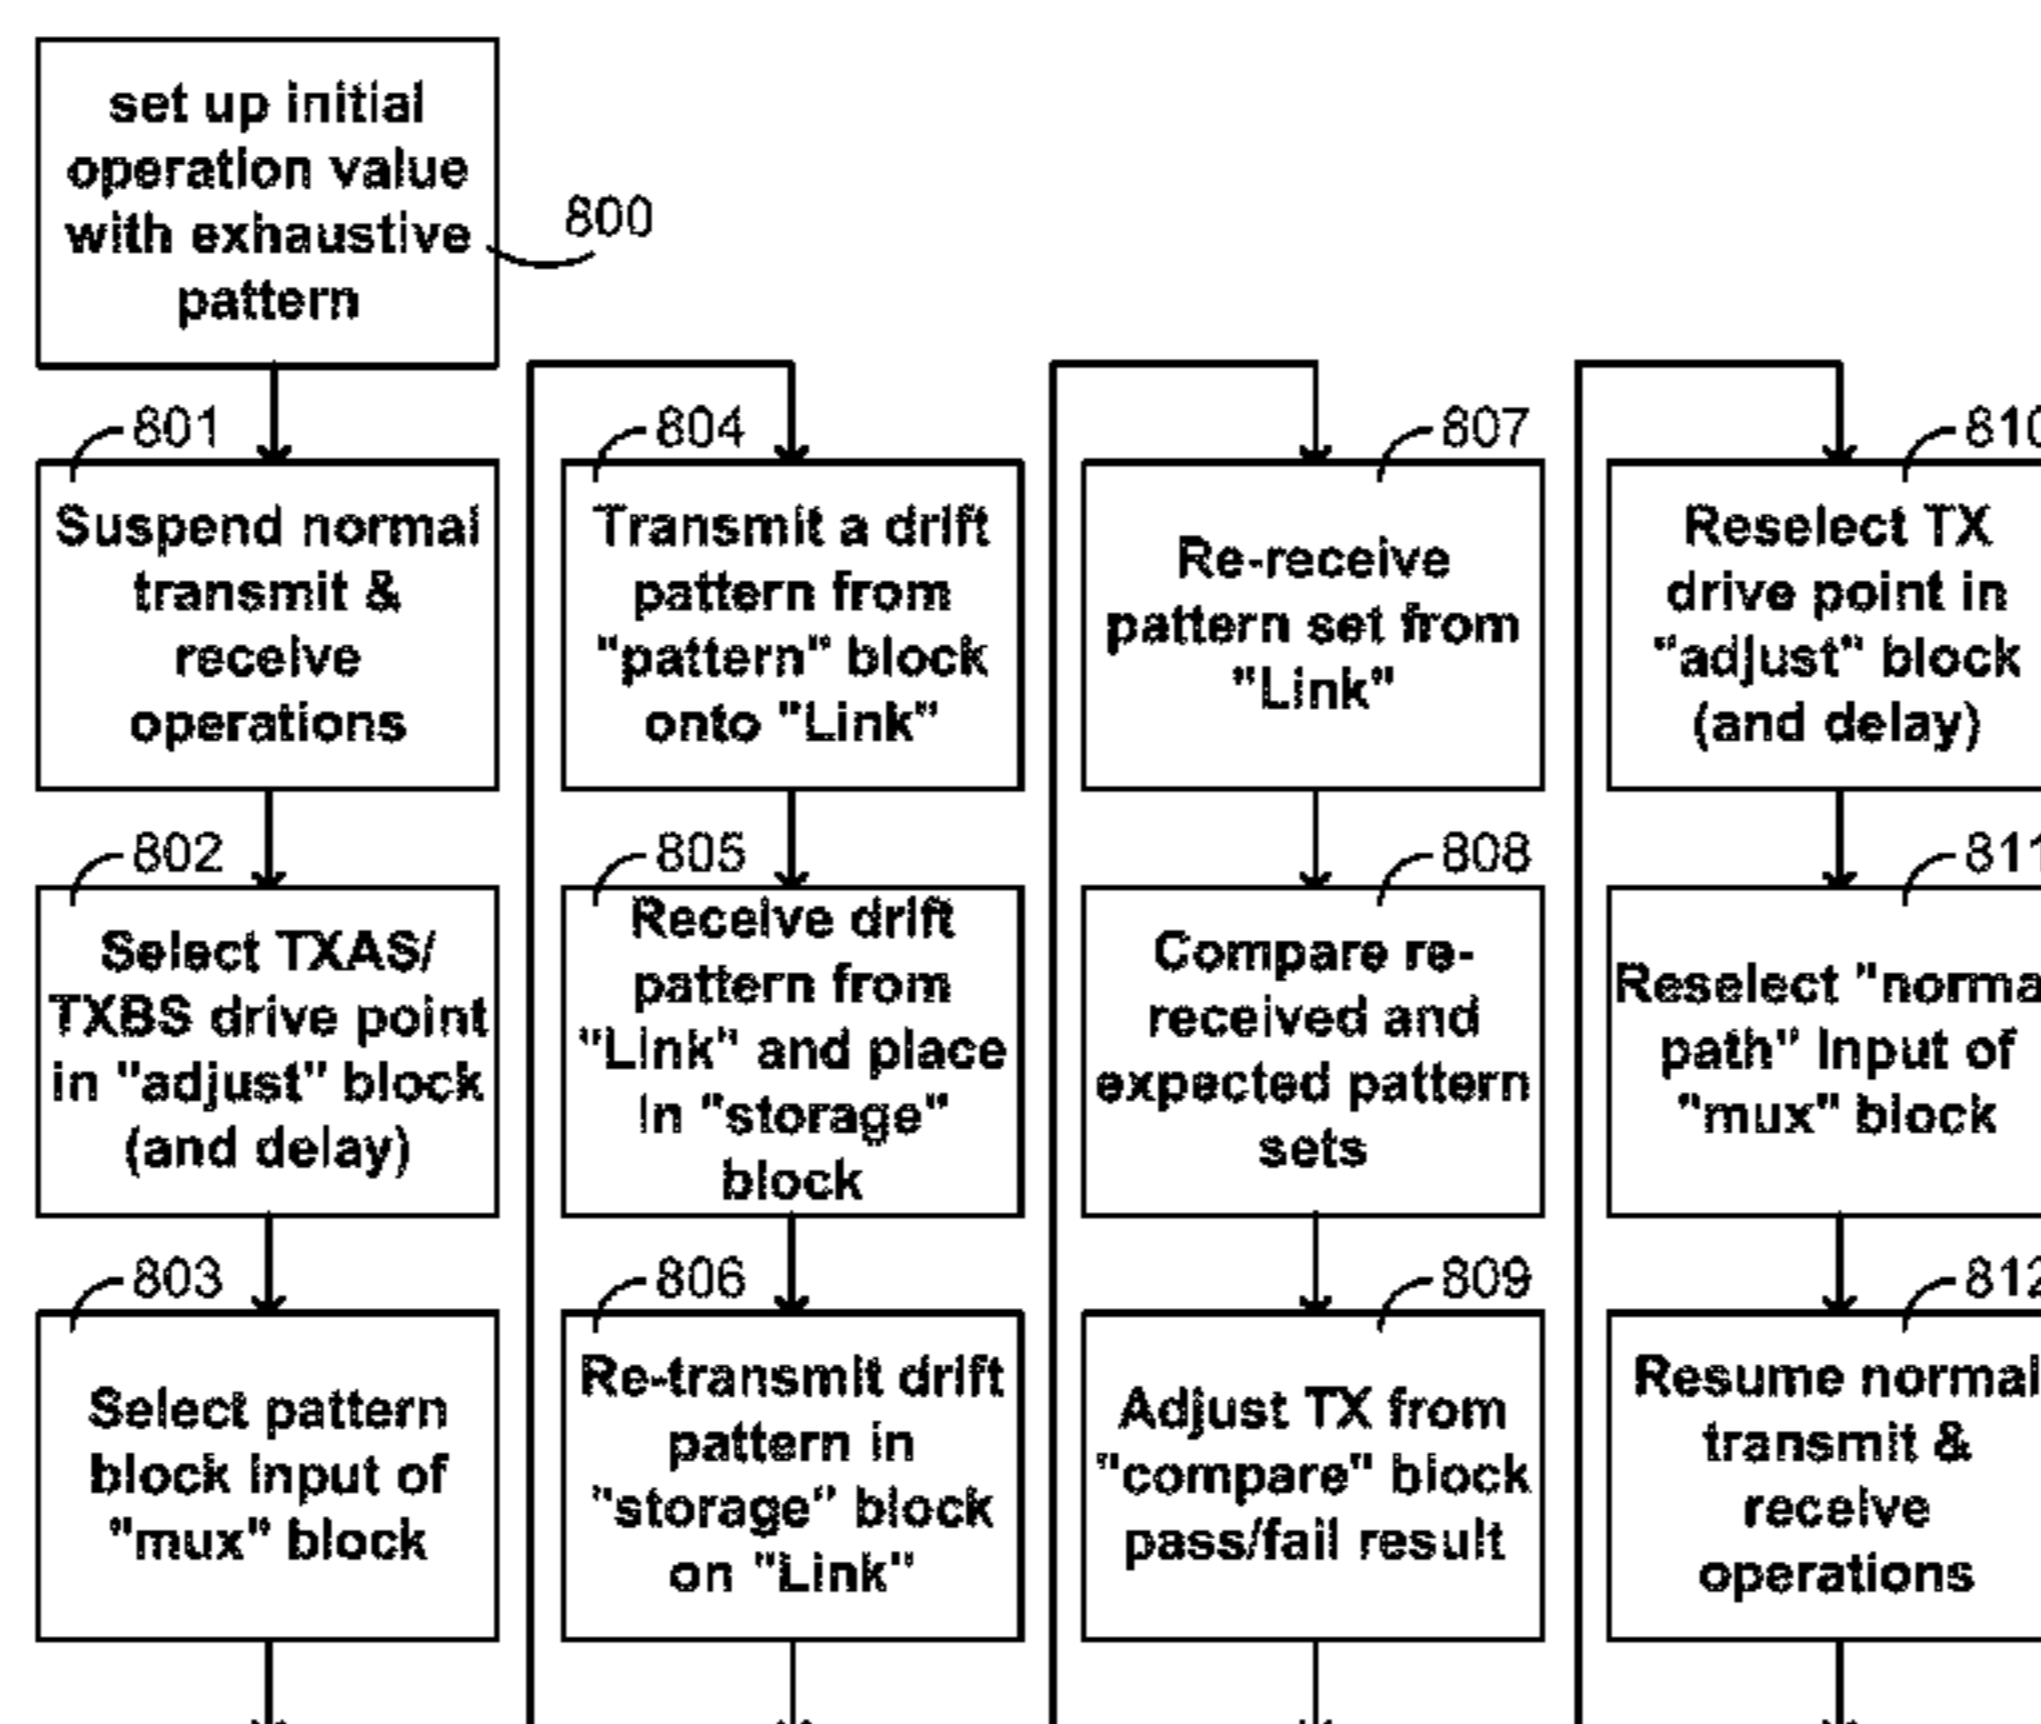 set up initial
operation value
with exhaustive
pattern
800
801
Suspend normal
transmit &
receive
operations
802
Select TXAS/
TXBS drive point
in "adjust" block
(and delay)
803
Select pattern
block input of
"mux" block
804
Transmit a drift
pattern from
"pattern" block
onto "Link"
805
Receive drift
pattern from
"Link" and place
in "storage"
block
806
Re-transmit drift
pattern in
"storage" block
on "Link"
807
Re-receive
pattern set from
"Link"
808
Compare re-
received and
expected pattern
sets
809
Adjust TX from
"compare" block
pass/fail result
810
Reselect TX
drive point in
"adjust" block
(and delay)
811
Reselect "norma
path" input of
"mux" block
812
Resume normal
transmit &
receive
operations